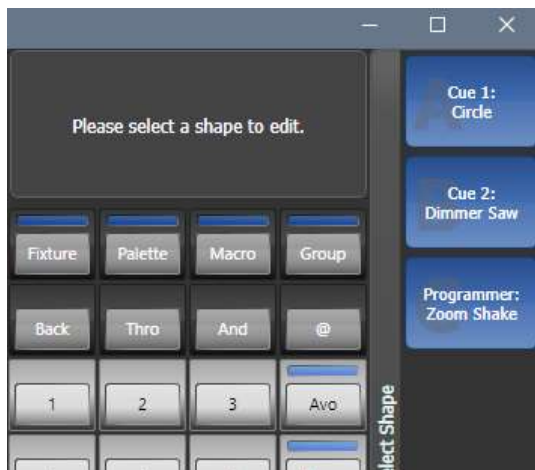 Please select a shape to edit.
Cue 1:
Circle
Cue 2:
Dimmer Saw
Programmer:
Zoom Shake
Fixture
Palette
Macro
Group
Back
Thro
And
@
1
2
3
Avo
A
Shape